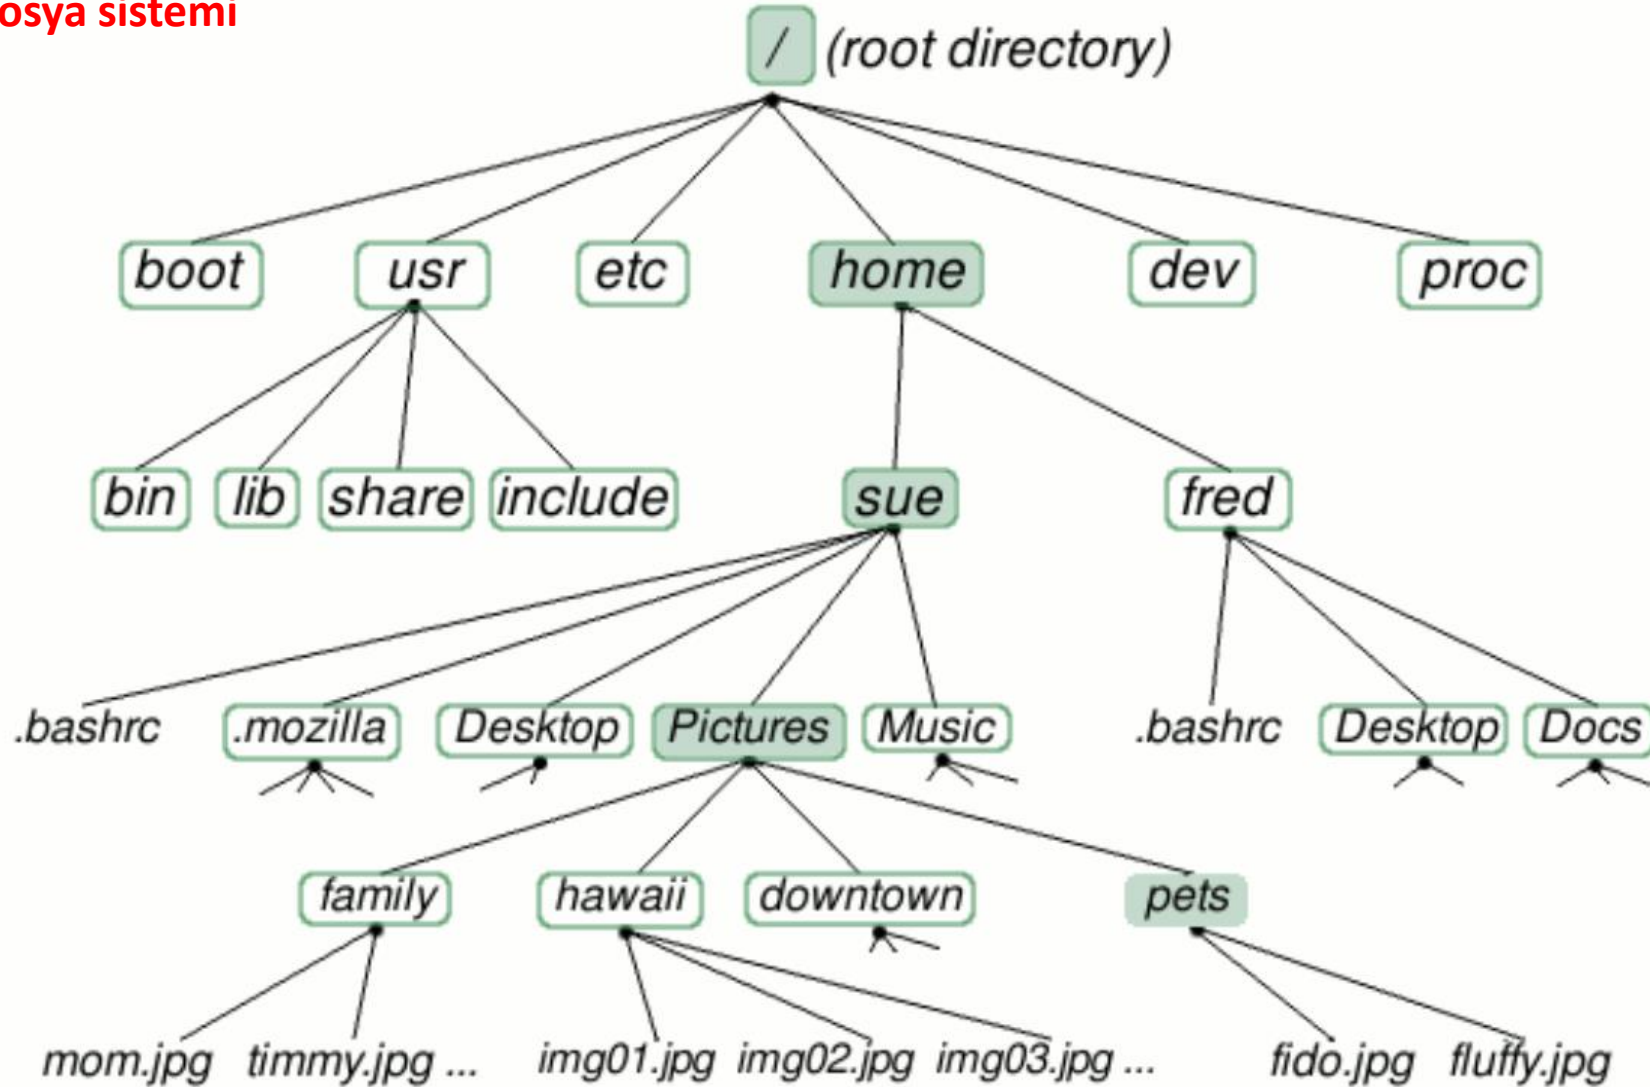 osya sistemi
/ (root directory)
boot usr etc home dev proc
bin lib share include sue fred
.bashrc .mozilla Desktop Pictures Music .bashrc Desktop Docs
family hawaii downtown pets
mom.jpg timmy.jpg ... img01.jpg img02.jpg img03.jpg ... fido.jpg fluffy.jpg